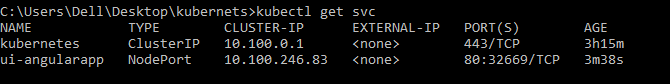 C:\Users\Dell\Desktop\kubernets>kubectl get svc
NAME TYPE CLUSTER-IP EXTERNAL-IP PORT(S) AGE
kubernetes ClusterIP 10.100.0.1 <none> 443/TCP 3h15m
ui-angularapp NodePort 10.100.246.83 <none> 80:32669/TCP 3m38s